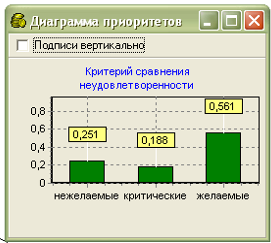 Диаграмма приоритетов
Подписи вертикально
Критерий сравнения
неудовлетворенности
0,8
0,6
0,4
0,2
0
0,251
0,188
0,561
нежелаемые критические желаемые